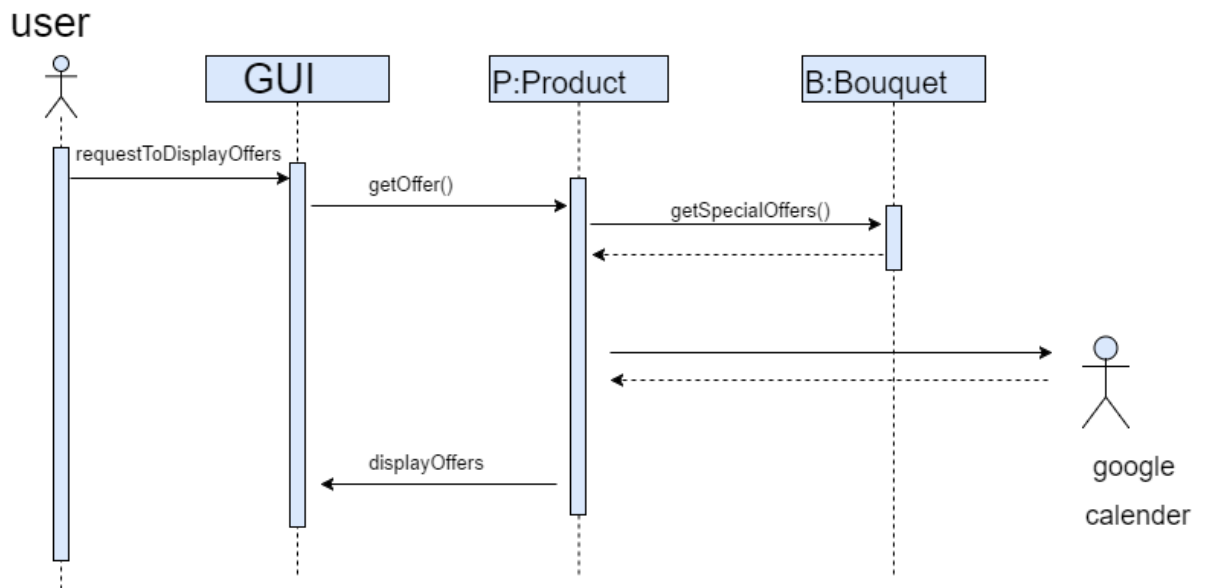 user
GUI
P:Product
B:Bouquet
requestToDisplayOffers
getOffer()
getSpecialOffers()
displayOffers
google
calender